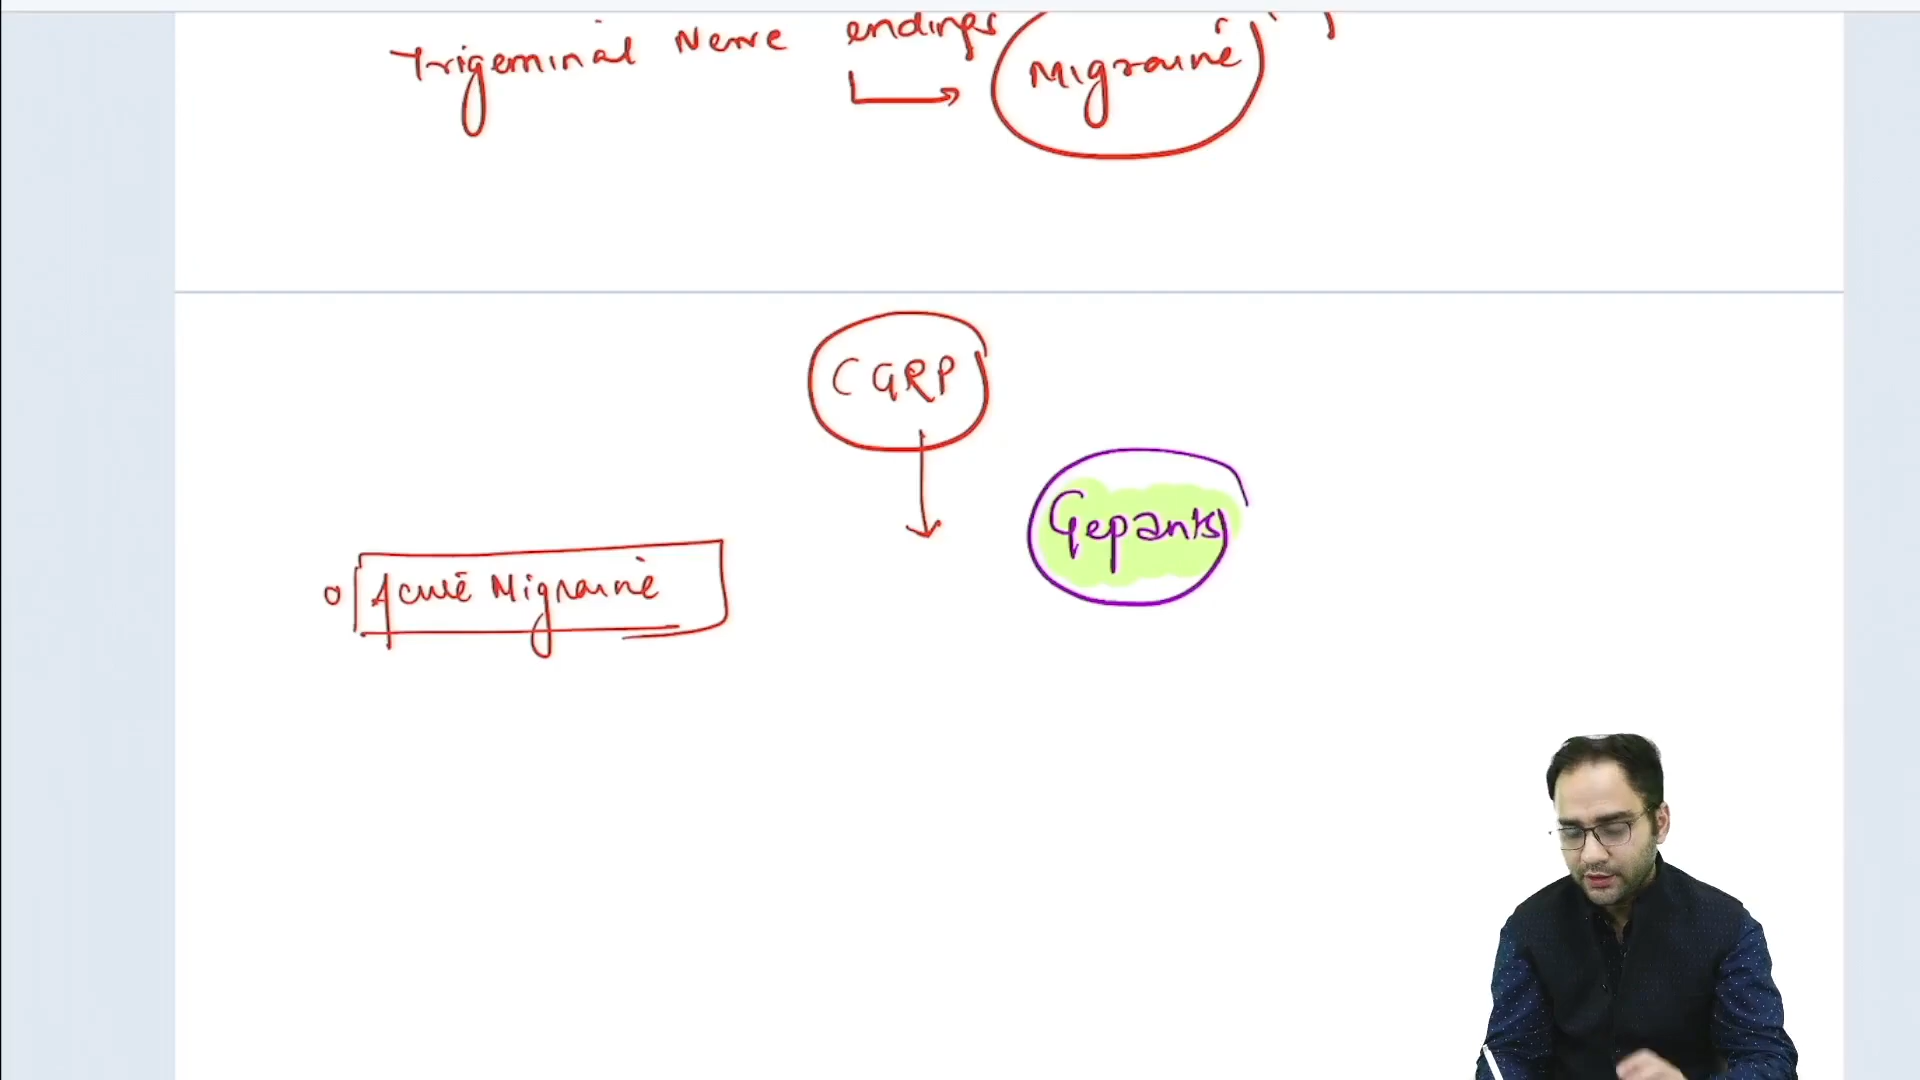 Trigeminal Nerve endings
Migraine
CGRP
Gepants
Acute Migraine